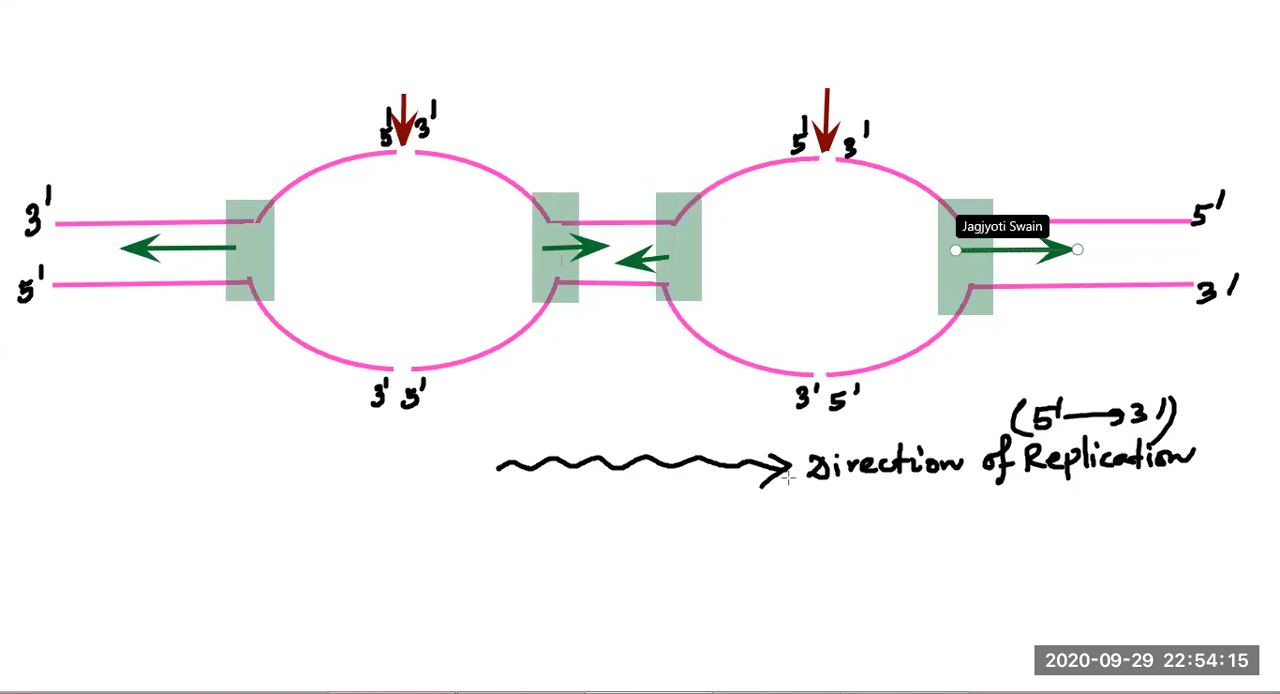 5' 3' 5' 3'
3' 5'
Jagjyoti Swain
5' 3'
3' 5' 3' 5'
(5' → 3')
Direction of Replication
2020-09-29 22:54:15